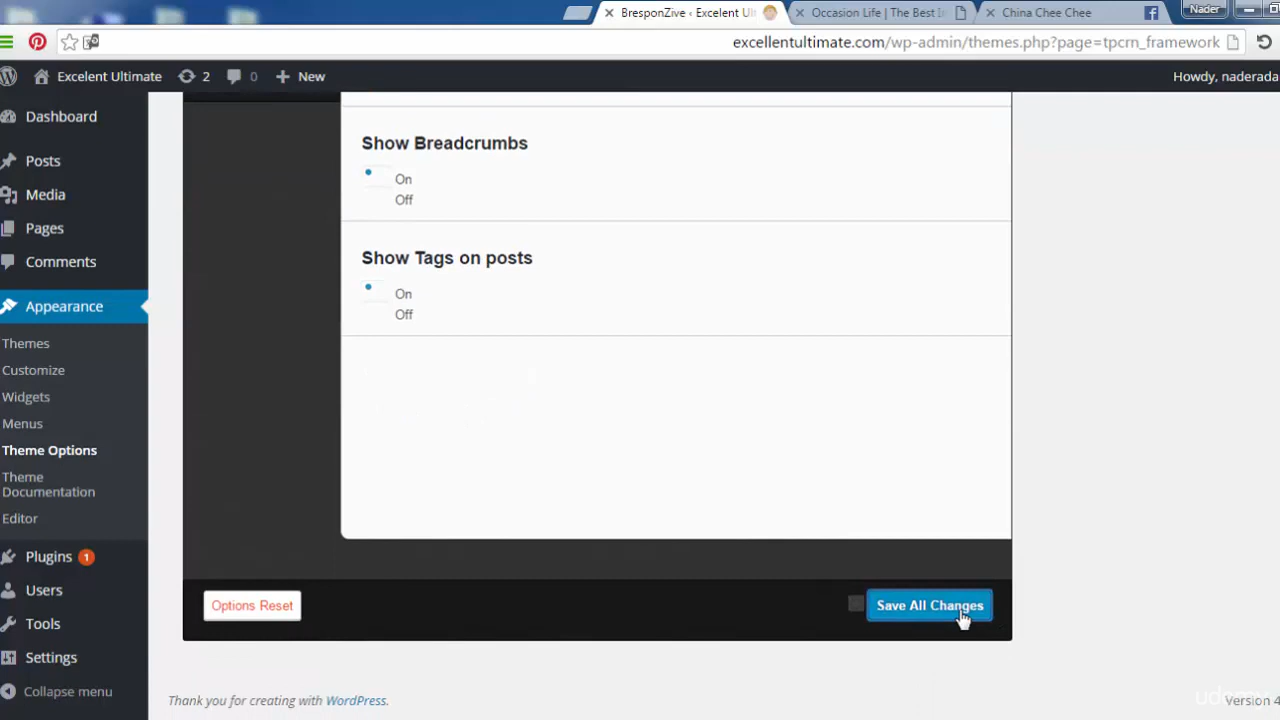 BresponZive ‹ Excelent Ul
Occasion Life | The Best I
China Chee Chee
Nader
excellentultimate.com/wp-admin/themes.php?page=tpcrn_framework
Excelent Ultimate
2
0
New
Howdy, naderada
Dashboard
Posts
Media
Pages
Comments
Appearance
Themes
Customize
Widgets
Menus
Theme Options
Theme
Documentation
Editor
Plugins 1
Users
Tools
Settings
Collapse menu
Show Breadcrumbs
On
Off
Show Tags on posts
On
Off
Options Reset
Save All Changes
Thank you for creating with WordPress.
Version 4
udemy